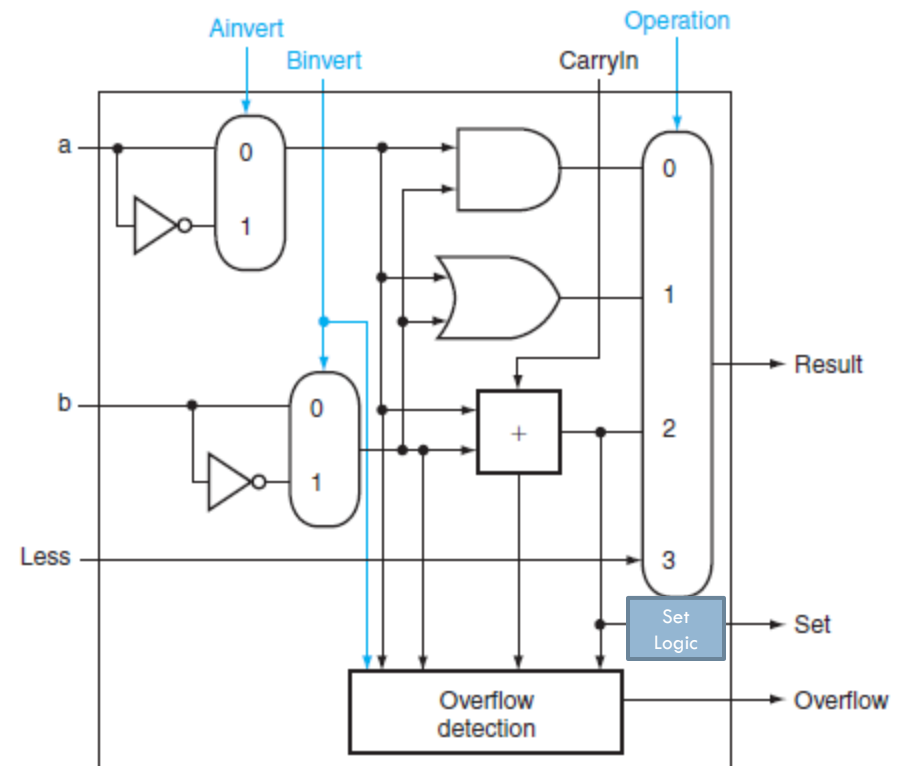 Ainvert
Operation
Binvert
CarryIn
a
0
0
1
1
Result
b
0
+
2
1
Less
3
Set
Logic
Set
Overflow
detection
Overflow